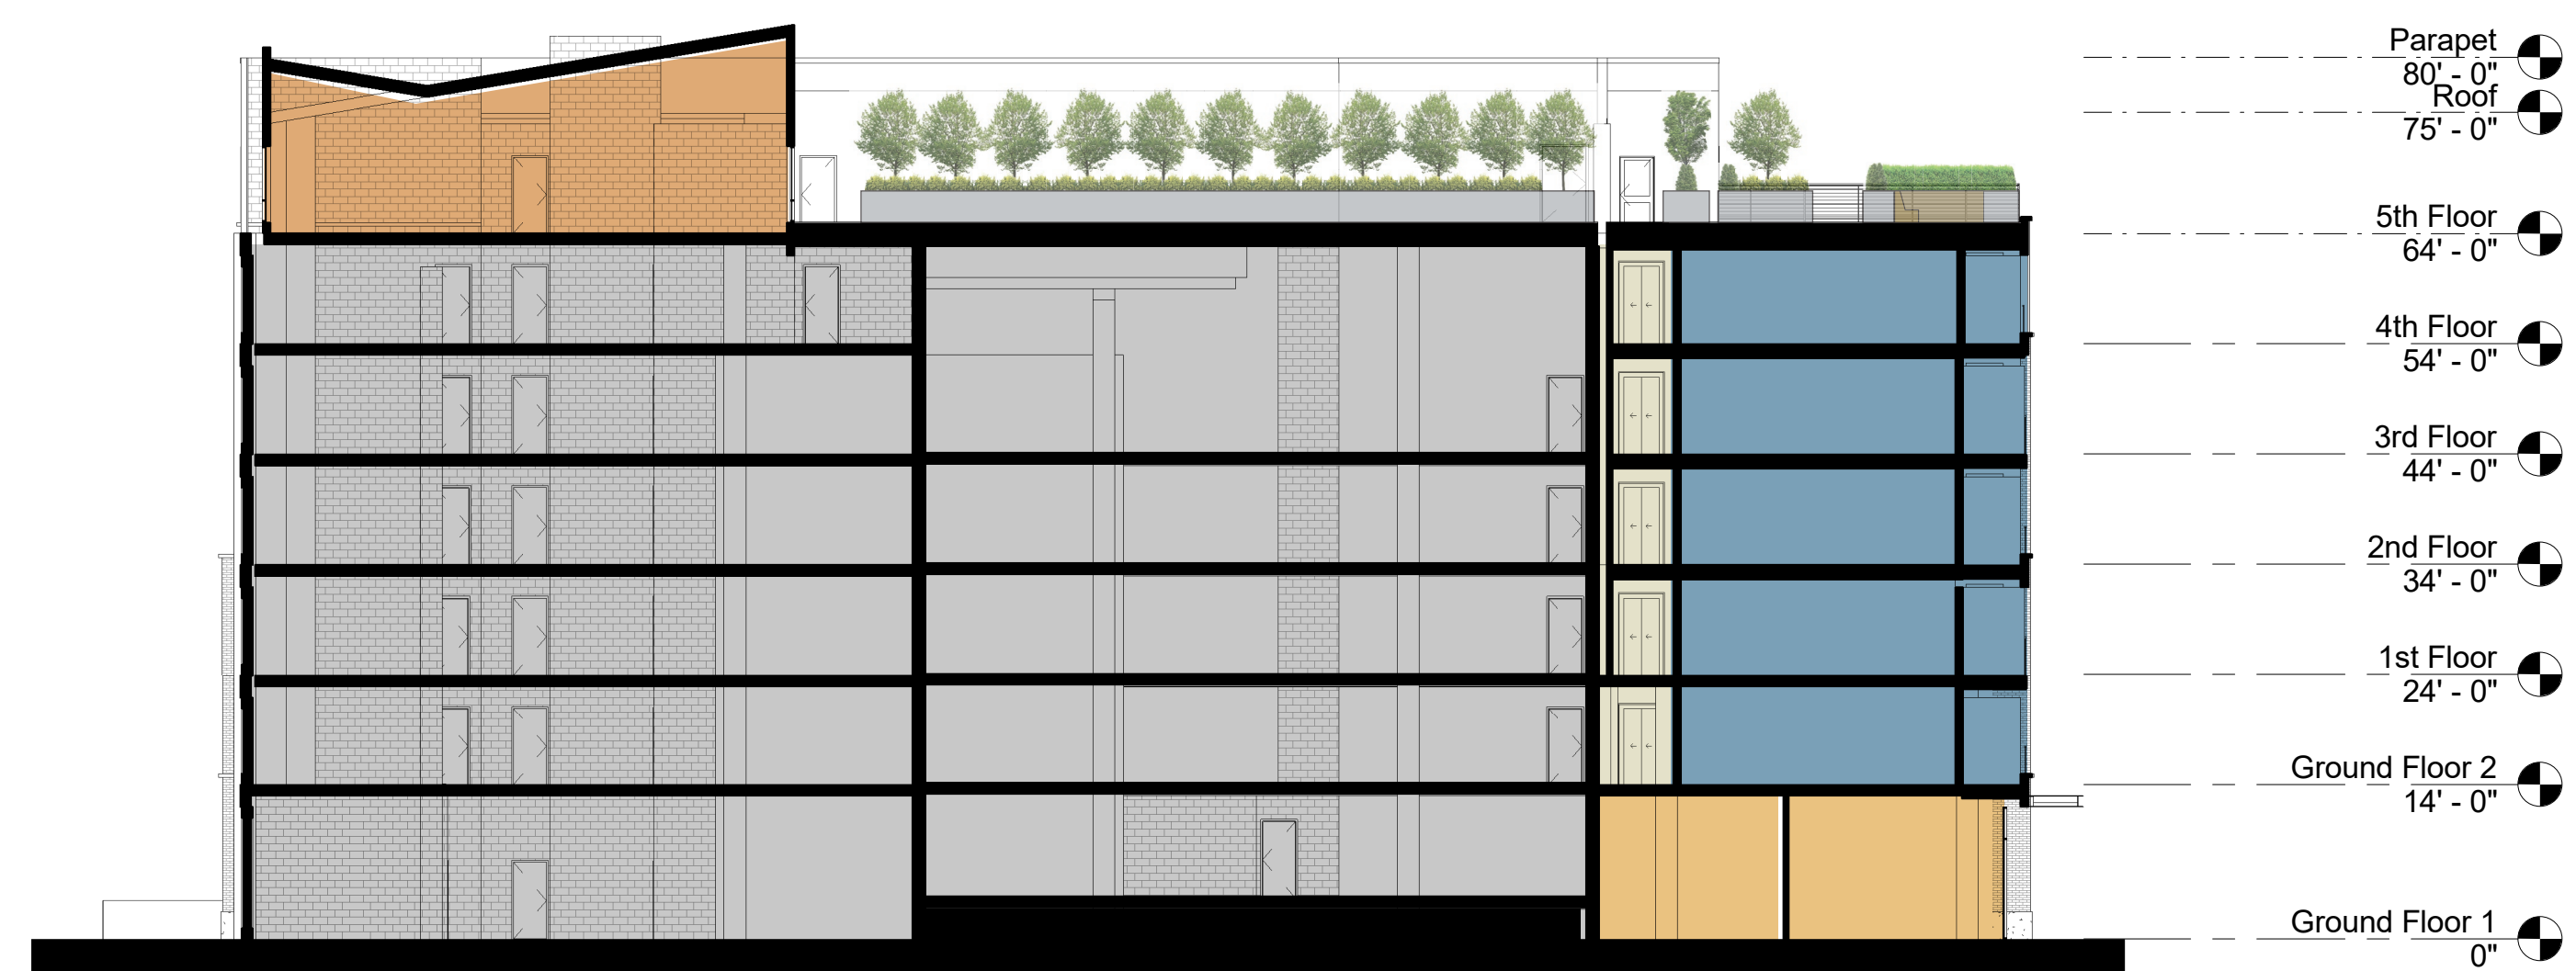 Parapet
80' - 0"
Roof
75' - 0"
5th Floor
64' - 0"
4th Floor
54' - 0"
3rd Floor
44' - 0"
2nd Floor
34' - 0"
1st Floor
24' - 0"
Ground Floor 2
14' - 0"
Ground Floor 1
0"